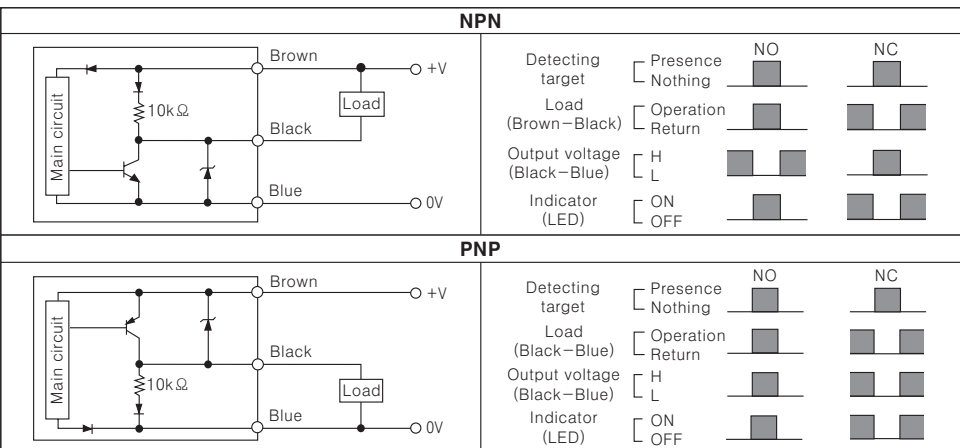 NPN
Brown
+V
Main circuit
10kΩ
Load
Black
Blue
0V
NO NC
Detecting target
Presence
Nothing
Load (Brown-Black)
Operation
Return
Output voltage (Black-Blue)
H
L
Indicator (LED)
ON
OFF
PNP
Brown
+V
Main circuit
Black
10kΩ
Load
Blue
0V
NO NC
Detecting target
Presence
Nothing
Load (Black-Blue)
Operation
Return
Output voltage (Black-Blue)
H
L
Indicator (LED)
ON
OFF